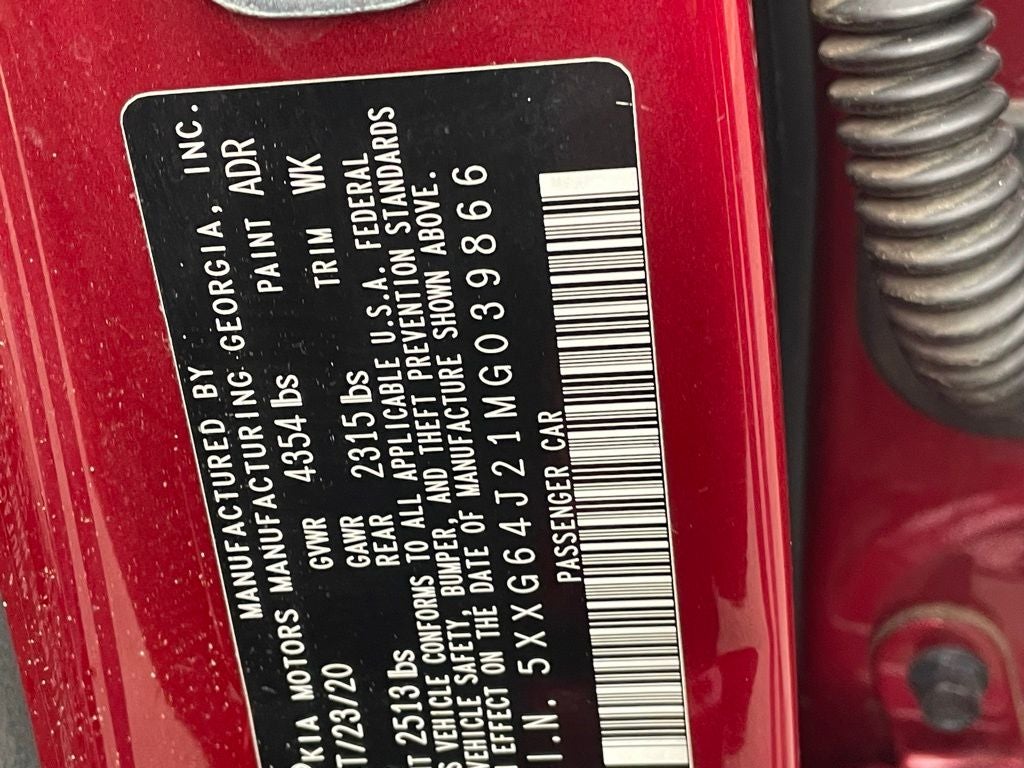 MANUFACTURED BY
KIA MOTORS MANUFACTURING GEORGIA, INC.
/23/20 GVWR 4354 lbs PAINT ADR
2513 lbs GAWR REAR 2315 lbs TRIM WK
VEHICLE CONFORMS TO ALL APPLICABLE U.S.A. FEDERAL
VEHICLE SAFETY, BUMPER, AND THEFT PREVENTION STANDARDS
EFFECT ON THE DATE OF MANUFACTURE SHOWN ABOVE.
I.N. 5XXG64J21MG039866
PASSENGER CAR